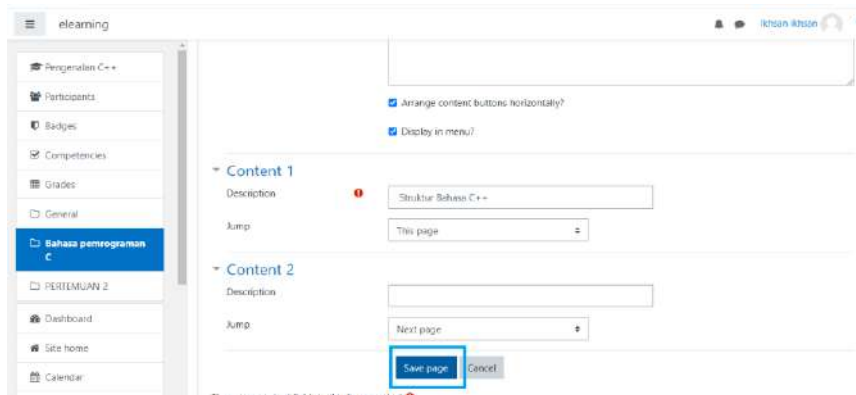 elearning
Ikhsan Ikhsan
Pengenalan C++
Participants
Badges
Competencies
Grades
General
Bahasa pemrograman C
PERTEMUAN 2
Dashboard
Site home
Calendar
Arrange content buttons horizontally?
Display in menu?
Content 1
Description
Struktur Bahasa C++
Jump
This page
Content 2
Description
Jump
Next page
Save page
Cancel